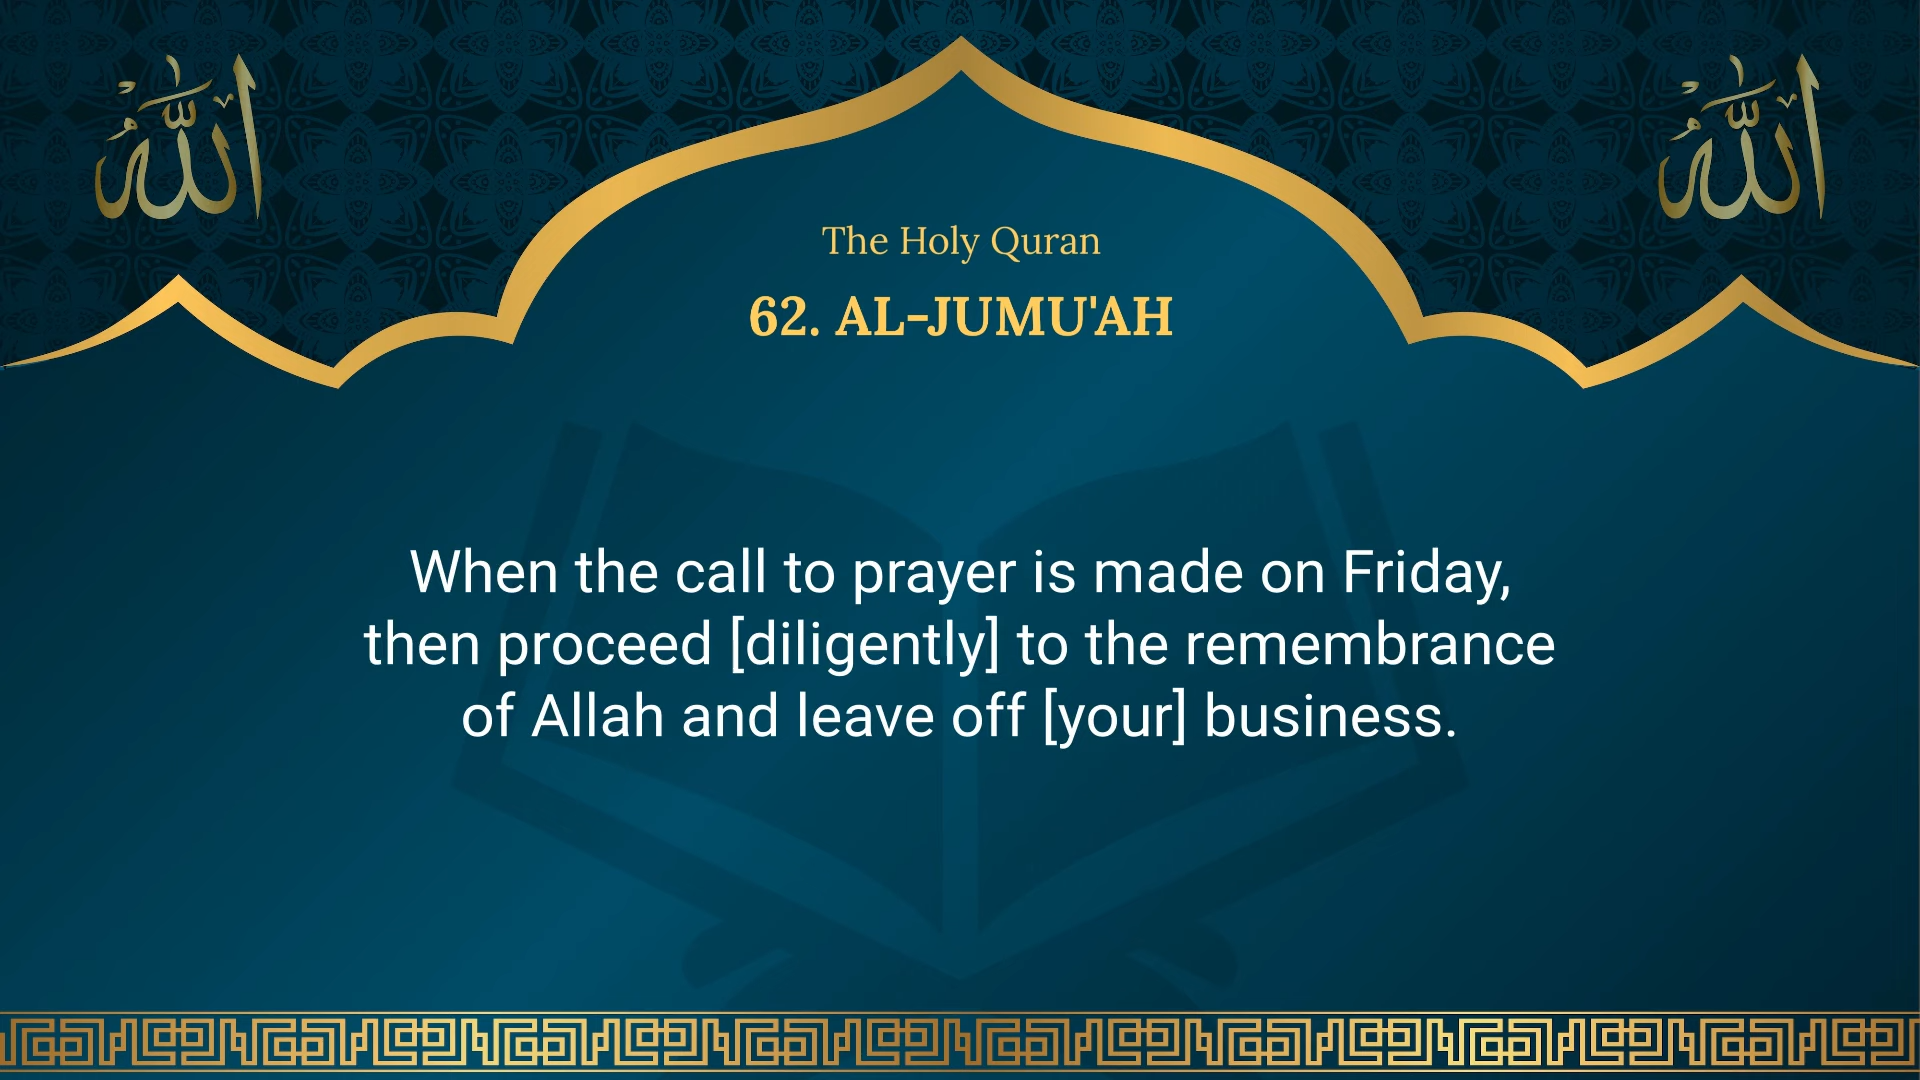 الله الله
The Holy Quran
62. AL-JUMU'AH
When the call to prayer is made on Friday,
then proceed [diligently] to the remembrance
of Allah and leave off [your] business.